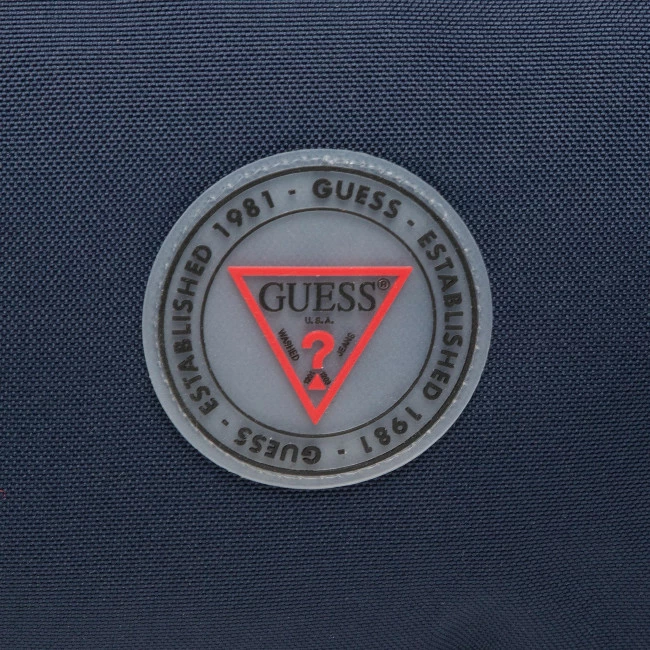 GUESS - ESTABLISHED 1981 - GUESS - ESTABLISHED 1981 -
GUESS®
U.S.A.
WASHED JEANS
?